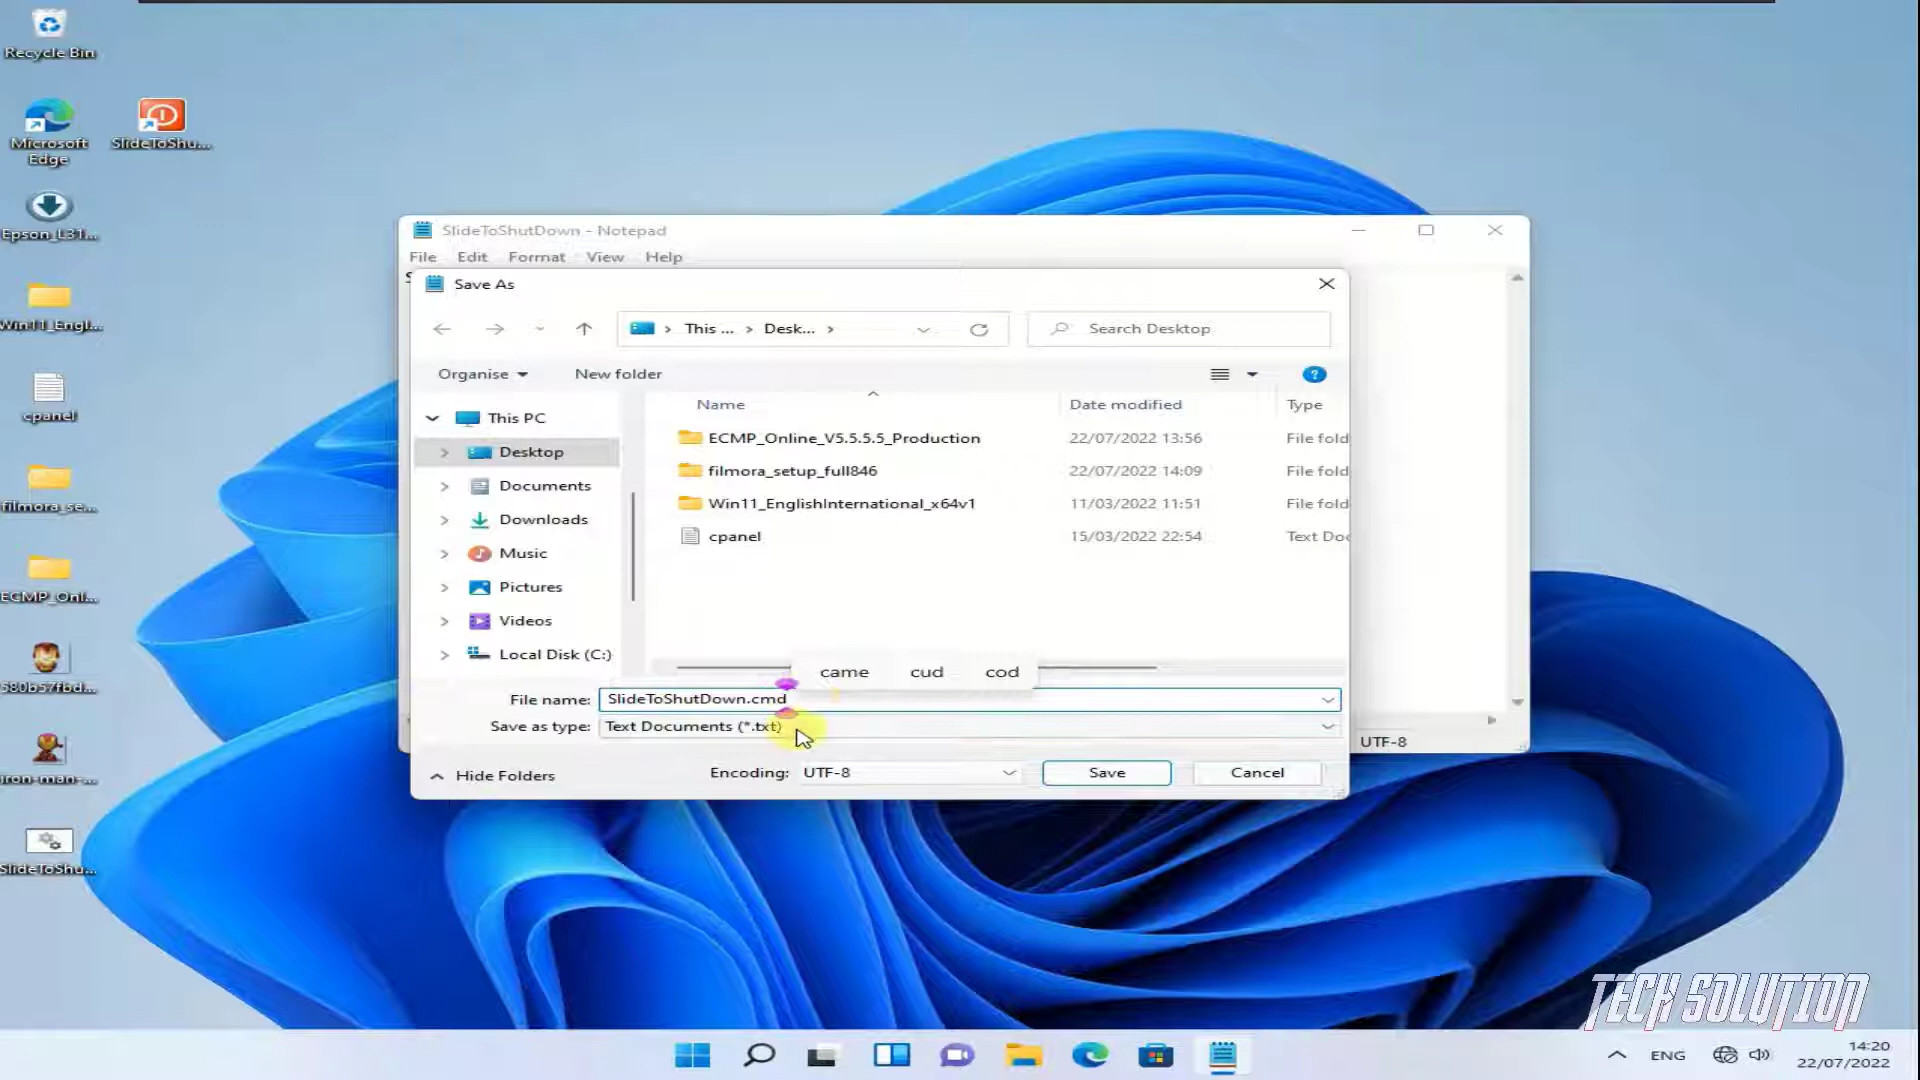 Recycle Bin
Microsoft
Edge
SlideToShu...
Epson_L31...
Win11_Engl...
cpanel
filmora_se...
ECMP_Onl...
580b57fbd...
iron-man-...
SlideToShu...
SlideToShutDown - Notepad
File Edit Format View Help
Save As
This ... Desk...
Search Desktop
Organise New folder
Name Date modified Type
This PC
Desktop
Documents
Downloads
Music
Pictures
Videos
Local Disk (C:)
ECMP_Online_V5.5.5.5_Production 22/07/2022 13:56 File fold
filmora_setup_full846 22/07/2022 14:09 File fold
Win11_EnglishInternational_x64v1 11/03/2022 11:51 File fold
cpanel 15/03/2022 22:54 Text Doc
came cud cod
File name: SlideToShutDown.cmd
Save as type: Text Documents (*.txt)
Hide Folders Encoding: UTF-8 Save Cancel
UTF-8
TECH SOLUTION
ENG
14:20
22/07/2022